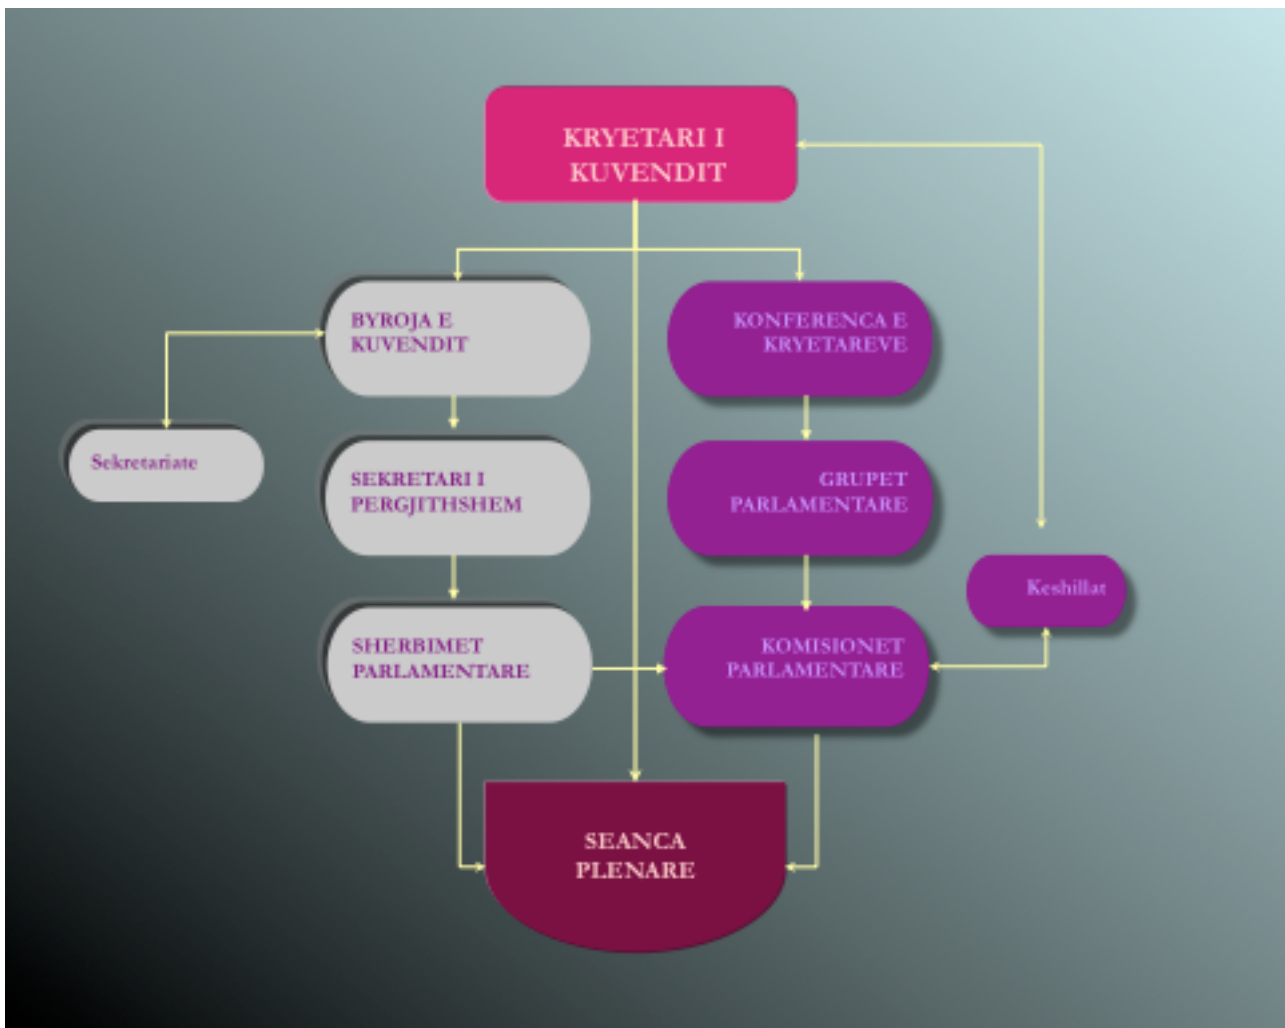 KRYETARI I
KUVENDIT
BYROJA E
KUVENDIT
KONFERENCA E
KRYETAREVE
Sekretariate
SEKRETARI I
PERGJITHSHEM
GRUPET
PARLAMENTARE
Keshillat
SHERBIMET
PARLAMENTARE
KOMISIONET
PARLAMENTARE
SEANCA
PLENARE